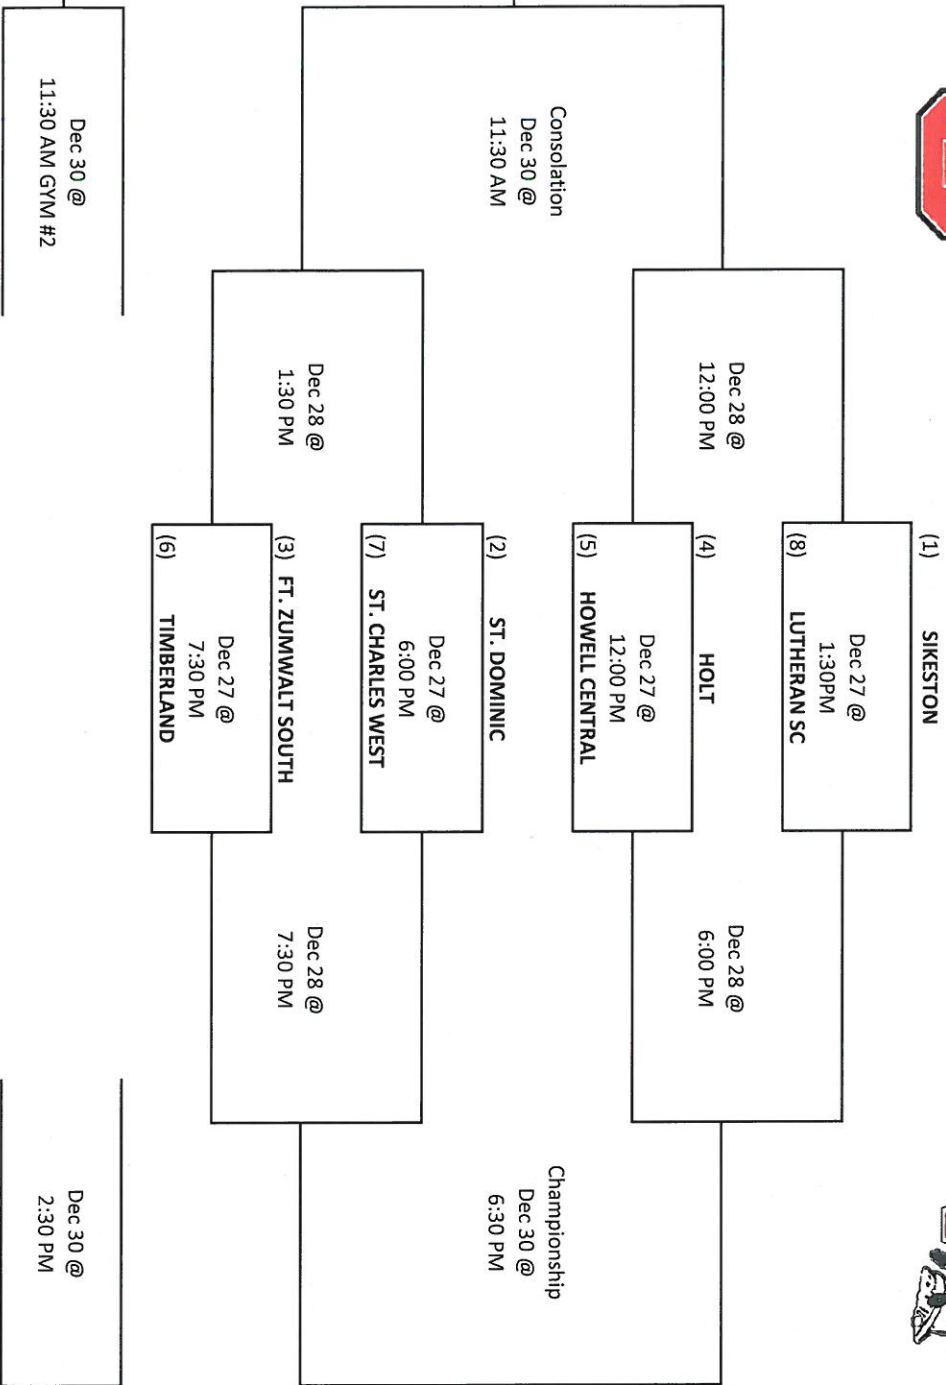 (1) SIKESTON
Dec 27 @
1:30PM
(8) LUTHERAN SC
Dec 28 @
12:00 PM
Dec 28 @
6:00 PM
(4) HOLT
Dec 27 @
12:00 PM
(5) HOWELL CENTRAL
Consolation
Dec 30 @
11:30 AM
Championship
Dec 30 @
6:30 PM
(2) ST. DOMINIC
Dec 27 @
6:00 PM
(7) ST. CHARLES WEST
Dec 28 @
1:30 PM
Dec 28 @
7:30 PM
(3) FT. ZUMWALT SOUTH
Dec 27 @
7:30 PM
(6) TIMBERLAND
Dec 30 @
11:30 AM GYM #2
Dec 30 @
2:30 PM